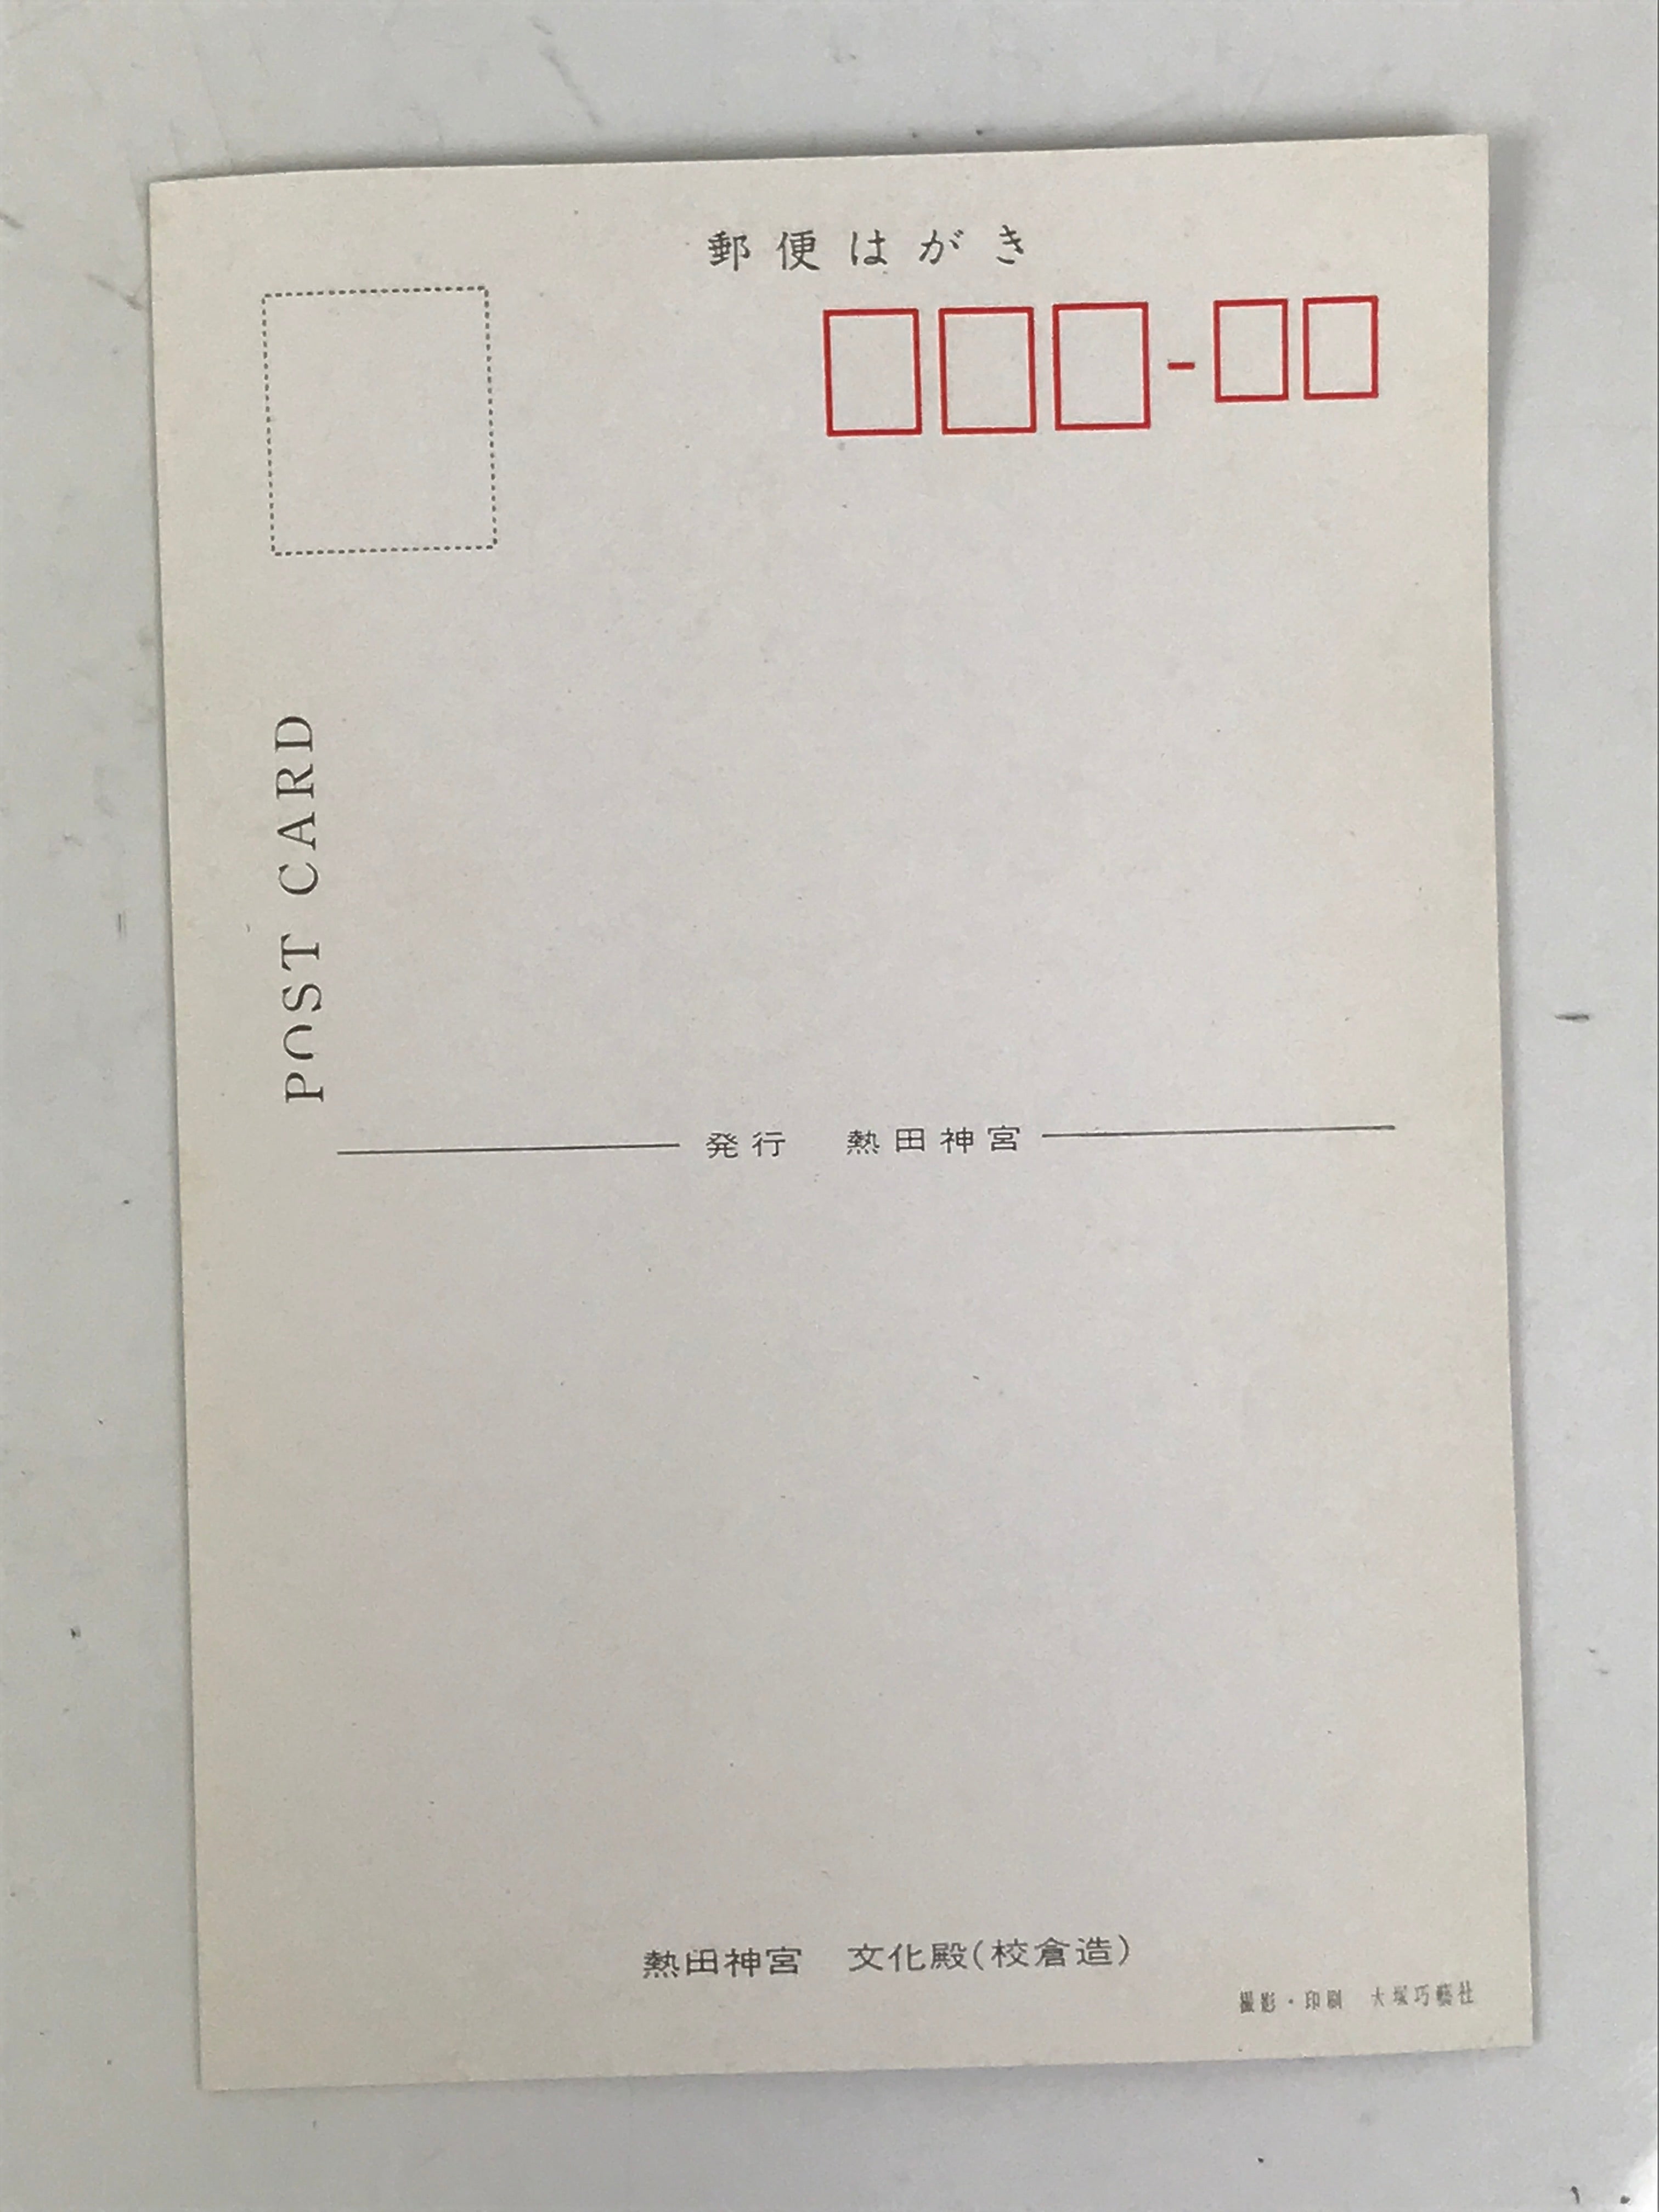 郵便はがき
POST CARD
発行　熱田神宮
熱田神宮　文化殿(校倉造)
撮影・印刷　大塚巧藝社